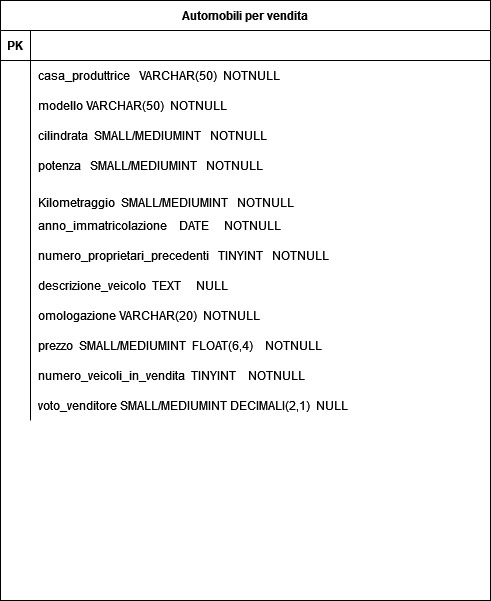 Automobili per vendita
PK
casa_produttrice VARCHAR(50) NOTNULL
modello VARCHAR(50) NOTNULL
cilindrata SMALL/MEDIUMINT NOTNULL
potenza SMALL/MEDIUMINT NOTNULL
Kilometraggio SMALL/MEDIUMINT NOTNULL
anno_immatricolazione DATE NOTNULL
numero_proprietari_precedenti TINYINT NOTNULL
descrizione_veicolo TEXT NULL
omologazione VARCHAR(20) NOTNULL
prezzo SMALL/MEDIUMINT FLOAT(6,4) NOTNULL
numero_veicoli_in_vendita TINYINT NOTNULL
voto_venditore SMALL/MEDIUMINT DECIMALI(2,1) NULL